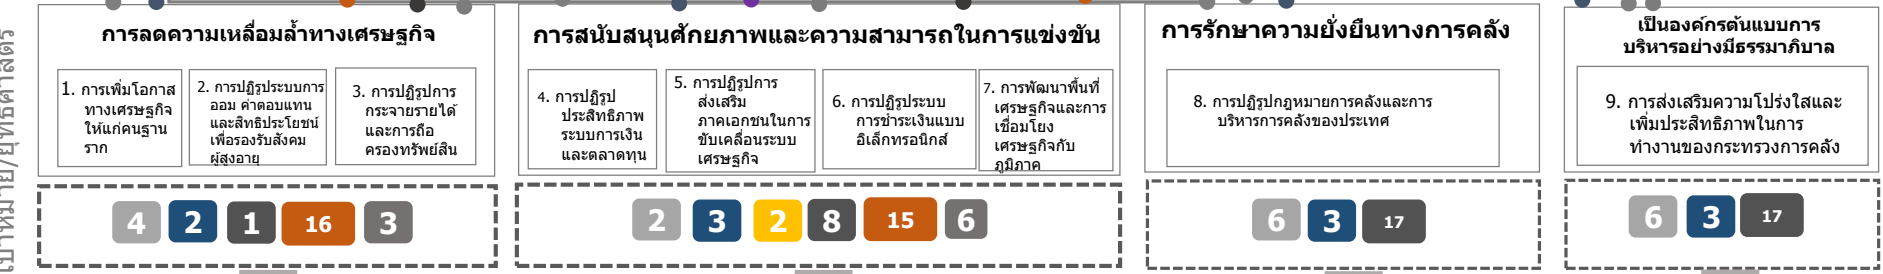 เป้าหมาย/ยุทธศาสตร์
การลดความเหลื่อมล้ำทางเศรษฐกิจ
1. การเพิ่มโอกาส
ทางเศรษฐกิจ
ให้แก่คนฐาน
ราก
2. การปฏิรูประบบการ
ออม ค่าตอบแทน
และสิทธิประโยชน์
เพื่อรองรับสังคม
ผู้สูงอายุ
3. การปฏิรูปการ
กระจายรายได้
และการถือ
ครองทรัพย์สิน
4 2 1 16 3
การสนับสนุนศักยภาพและความสามารถในการแข่งขัน
4. การปฏิรูป
ประสิทธิภาพ
ระบบการเงิน
และตลาดทุน
5. การปฏิรูปการ
ส่งเสริม
ภาคเอกชนในการ
ขับเคลื่อนระบบ
เศรษฐกิจ
6. การปฏิรูประบบ
การชำระเงินแบบ
อิเล็กทรอนิกส์
7. การพัฒนาพื้นที่
เศรษฐกิจและการ
เชื่อมโยง
เศรษฐกิจกับ
ภูมิภาค
2 3 2 8 15 6
การรักษาความยั่งยืนทางการคลัง
8. การปฏิรูปกฎหมายการคลังและการ
บริหารการคลังของประเทศ
6 3 17
เป็นองค์กรต้นแบบการ
บริหารอย่างมีธรรมาภิบาล
9. การส่งเสริมความโปร่งใสและ
เพิ่มประสิทธิภาพในการ
ทำงานของกระทรวงการคลัง
6 3 17